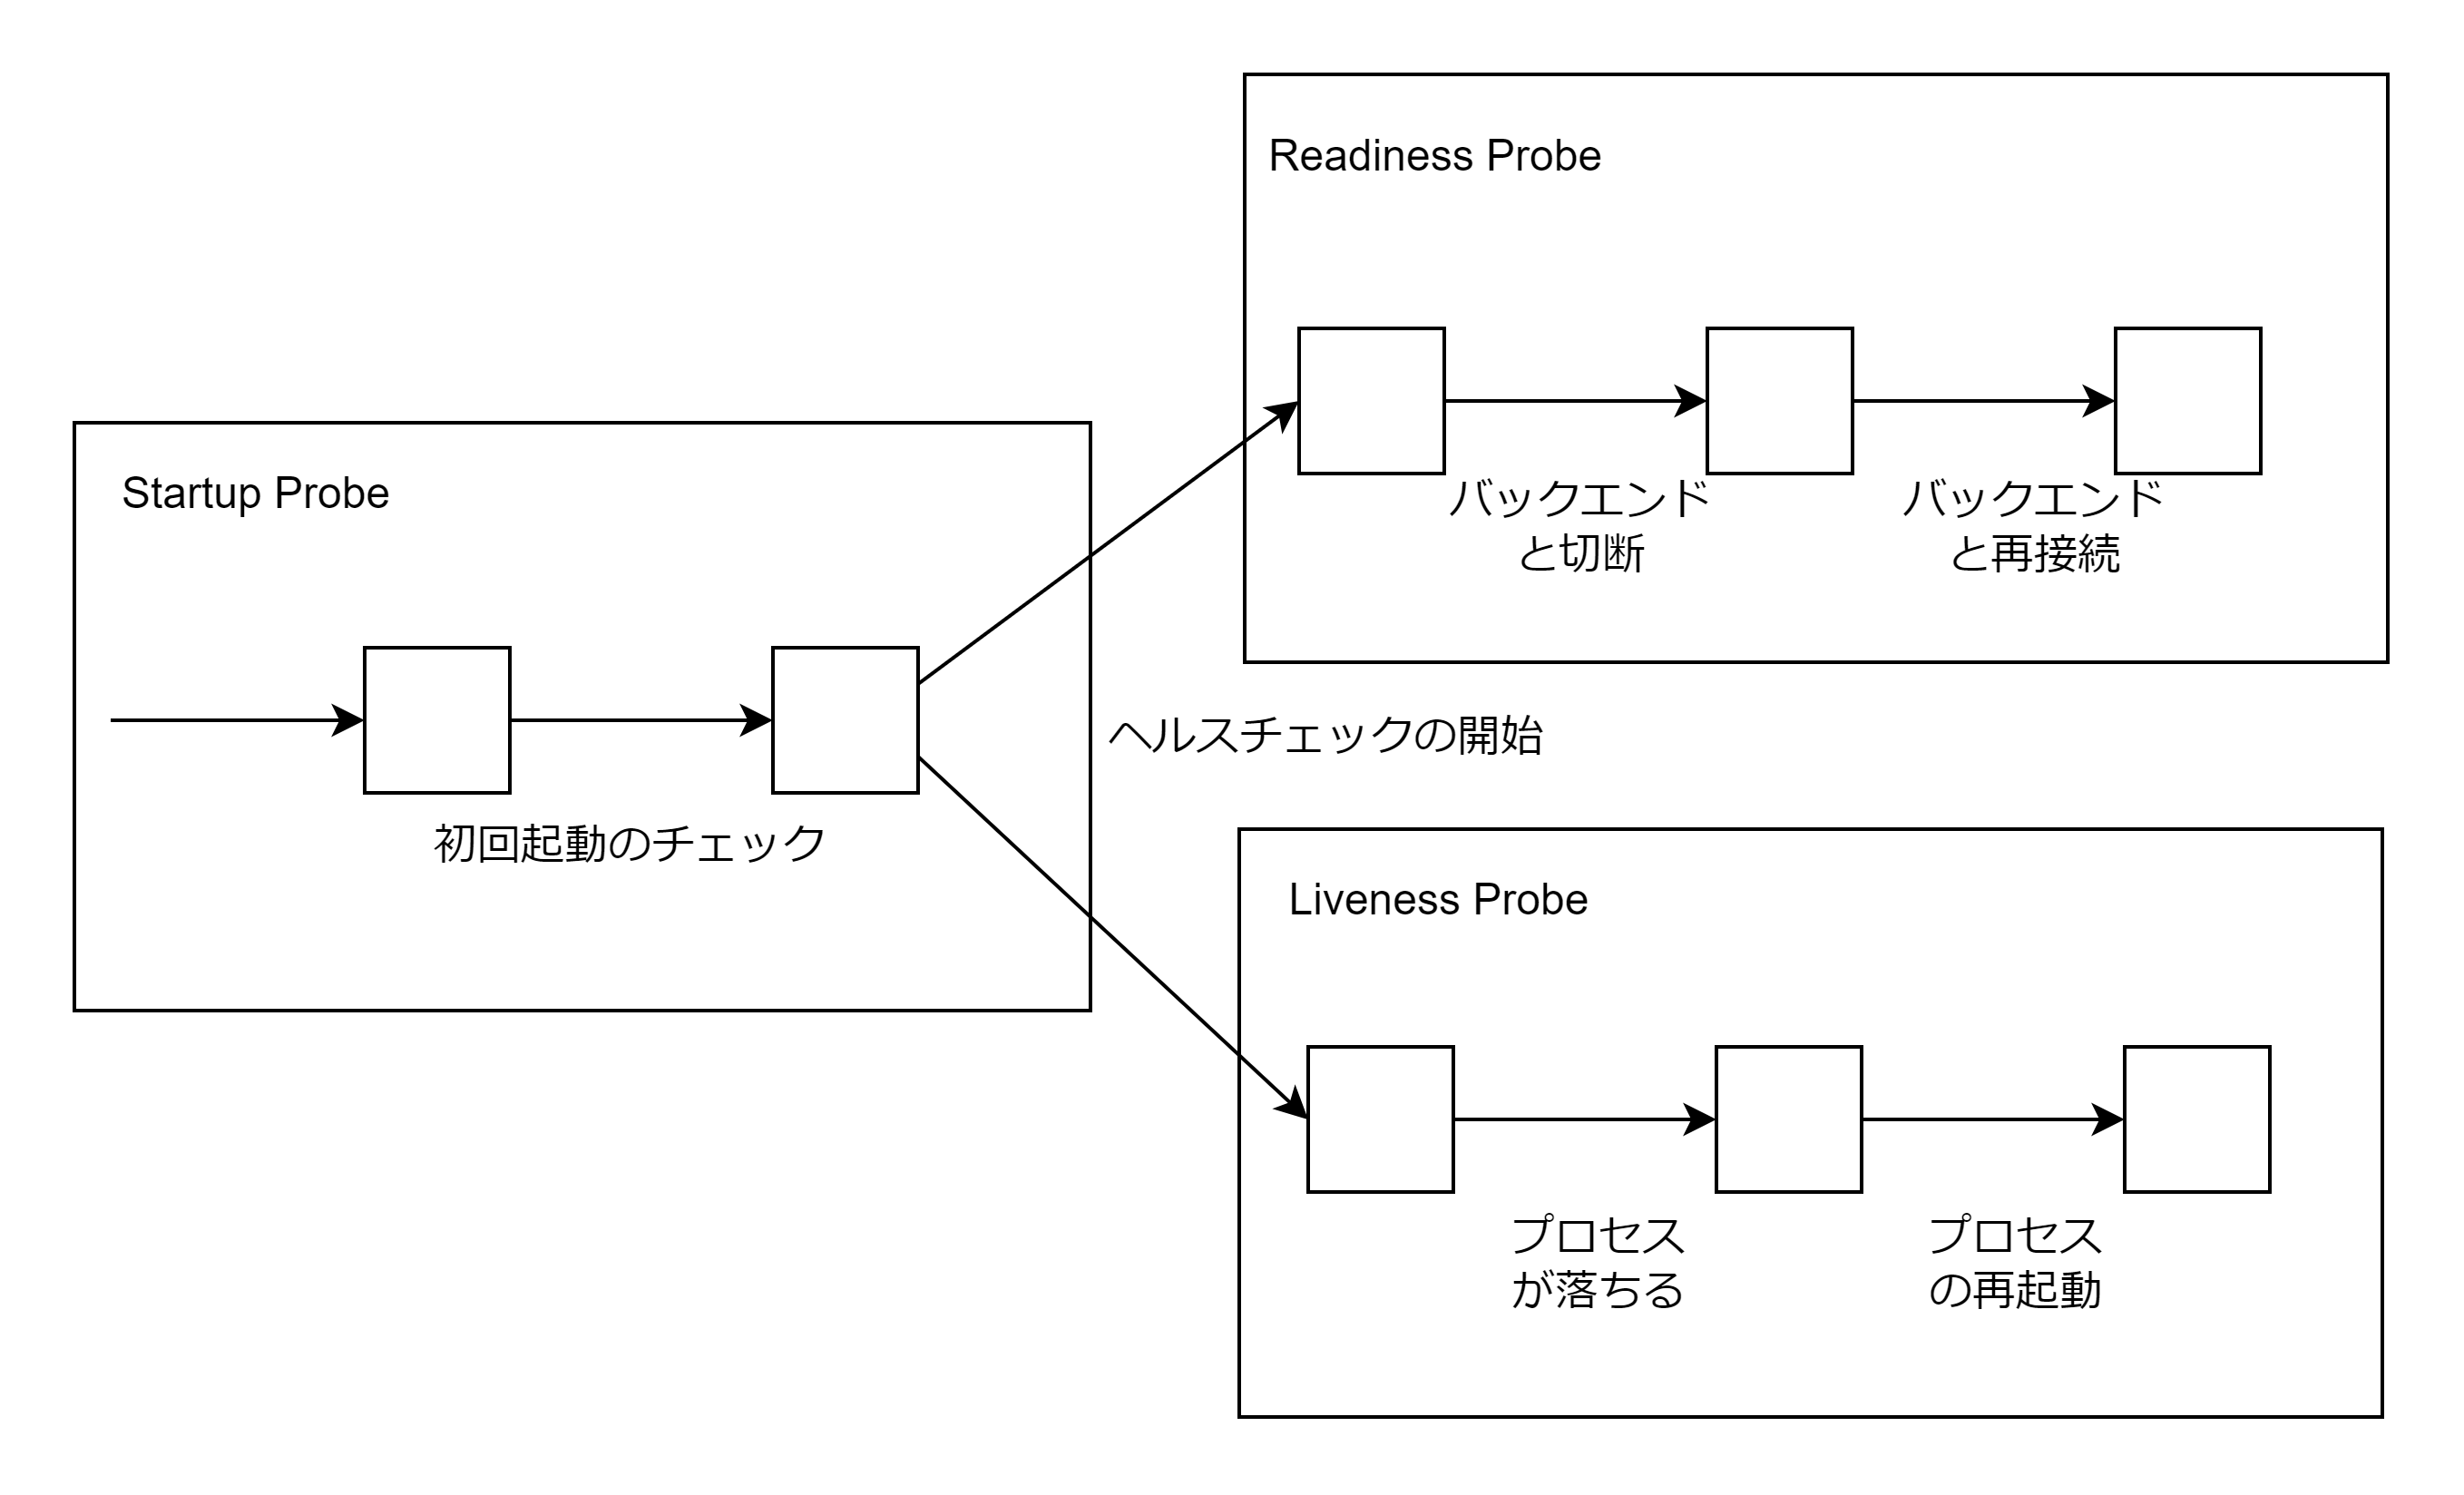 Startup Probe
初回起動のチェック
ヘルスチェックの開始
Readiness Probe
バックエンド
と切断
バックエンド
と再接続
Liveness Probe
プロセス
が落ちる
プロセス
の再起動